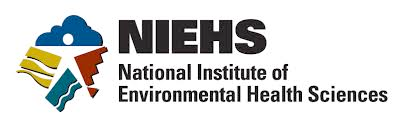 NIEHS
National Institute of
Environmental Health Sciences